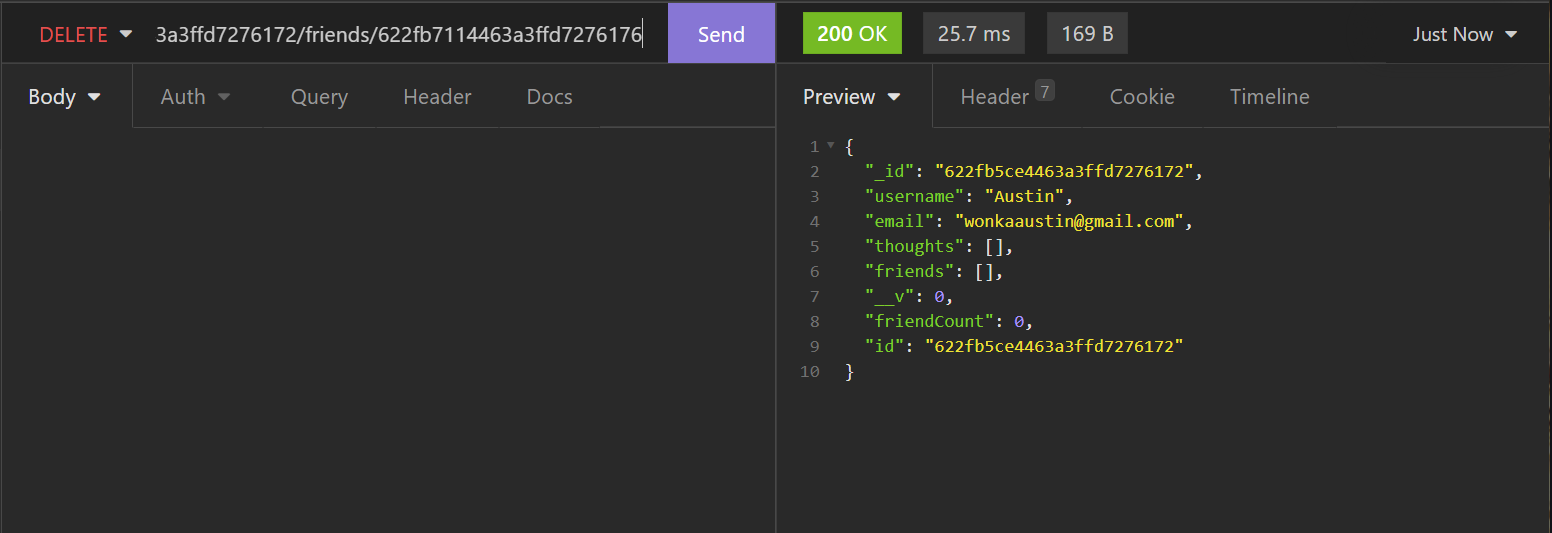 DELETE 3a3ffd7276172/friends/622fb7114463a3ffd7276176 Send 200 OK 25.7 ms 169 B Just Now
Body Auth Query Header Docs Preview Header 7 Cookie Timeline
1 {
2 "_id": "622fb5ce4463a3ffd7276172",
3 "username": "Austin",
4 "email": "wonkaaustin@gmail.com",
5 "thoughts": [],
6 "friends": [],
7 "__v": 0,
8 "friendCount": 0,
9 "id": "622fb5ce4463a3ffd7276172"
10 }